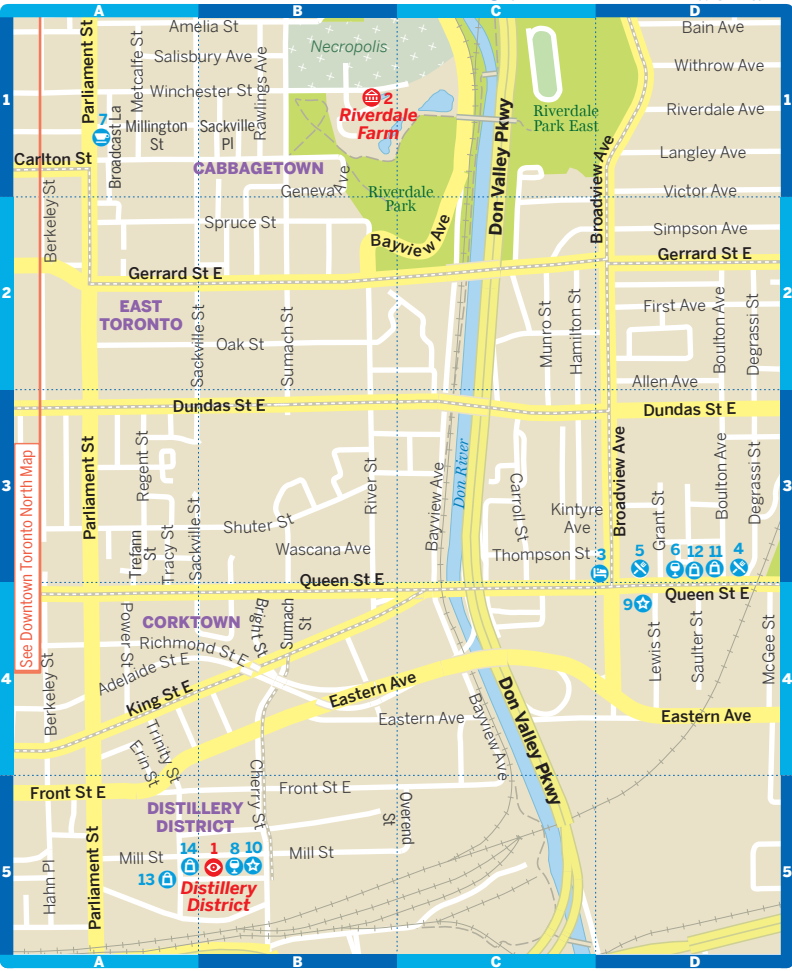 A
B
C
D
Amelia St
Bain Ave
Parliament St
Metcalfe St
Salisbury Ave
Rawlings Ave
Necropolis
Withrow Ave
Winchester St
2
Riverdale
Farm
1
1
Riverdale
Park East
Riverdale Ave
7
Broadcast La
Millington
St
Sackville
Pl
Don Valley Pkwy
Carlton St
CABBAGETOWN
Langley Ave
Broadview Ave
Geneva Ave
Riverdale
Park
Victor Ave
Berkeley St
Spruce St
Bayview Ave
Simpson Ave
Gerrard St E
Gerrard St E
2
2
EAST
TORONTO
Sackville St
Sumach St
Oak St
Munro St
Hamilton St
First Ave
Boulton Ave
Degrassi St
Allen Ave
Dundas St E
Dundas St E
See Downtown Toronto North Map
Parliament St
Regent St
River St
Bayview Ave
Don River
Carroll St
Broadview Ave
Boulton Ave
Degrassi St
3
3
Grant St
Kintyre
Ave
Trefann
St
Tracy St
Sackville St
Shuter St
Wascana Ave
Thompson St
3
5
6
12
11
4
Queen St E
Queen St E
9
CORKTOWN
Power St
Bright St
Sumach
St
Richmond St E
Adelaide St E
Lewis St
Saulter St
McGee St
4
4
Berkeley St
King St E
Eastern Ave
Eastern Ave
Eastern Ave
Bayview Ave
Don Valley Pkwy
Trinity St
Erin St
Cherry St
Front St E
Front St E
DISTILLERY
DISTRICT
Overend
St
Parliament St
Mill St
Mill St
14
1
8
10
13
Distillery
District
5
5
Hahn Pl
A
B
C
D